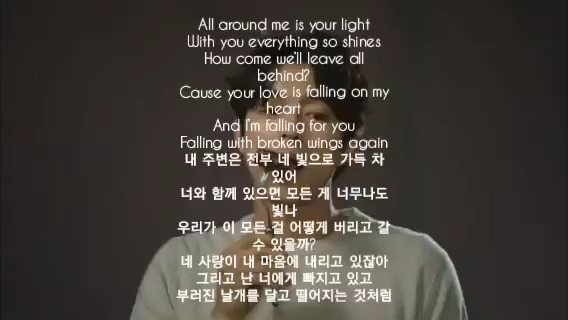 All around me is your light
With you everything so shines
How come we'll leave all
behind?
Cause your love is falling on my
heart
And I'm falling for you
Falling with broken wings again
내 주변은 전부 네 빛으로 가득 차
있어
너와 함께 있으면 모든 게 너무나도
빛나
우리가 이 모든 걸 어떻게 버리고 갈
수 있을까?
네 사랑이 내 마음에 내리고 있잖아
그리고 난 너에게 빠지고 있고
부러진 날개를 달고 떨어지는 것처럼